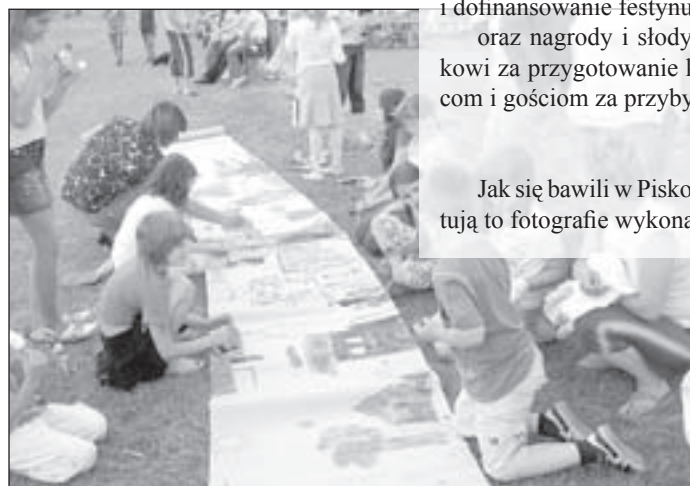 i dofinansowanie festynu
oraz nagrody i słody
kowi za przygotowanie
com i gościom za przyby
Jak się bawili w Pisko
tują to fotografie wykona